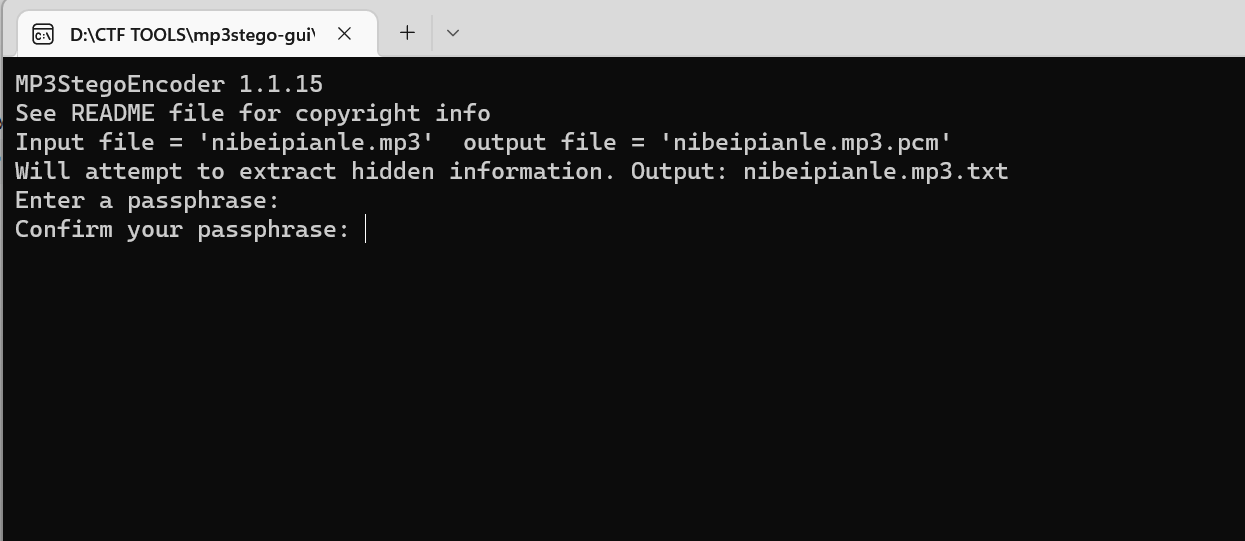 D:\CTF TOOLS\mp3stego-gui\
MP3StegoEncoder 1.1.15
See README file for copyright info
Input file = 'nibeipianle.mp3'  output file = 'nibeipianle.mp3.pcm'
Will attempt to extract hidden information. Output: nibeipianle.mp3.txt
Enter a passphrase:
Confirm your passphrase: